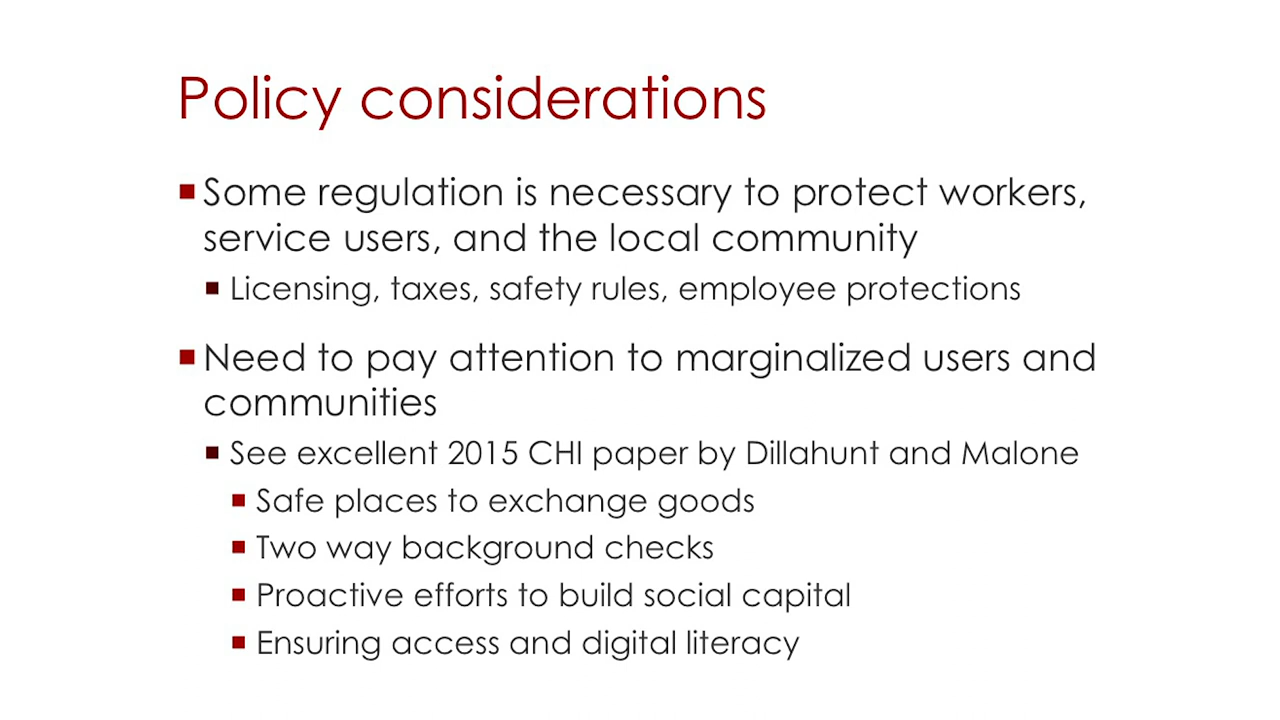 Policy considerations
Some regulation is necessary to protect workers,
service users, and the local community
Licensing, taxes, safety rules, employee protections
Need to pay attention to marginalized users and
communities
See excellent 2015 CHI paper by Dillahunt and Malone
Safe places to exchange goods
Two way background checks
Proactive efforts to build social capital
Ensuring access and digital literacy